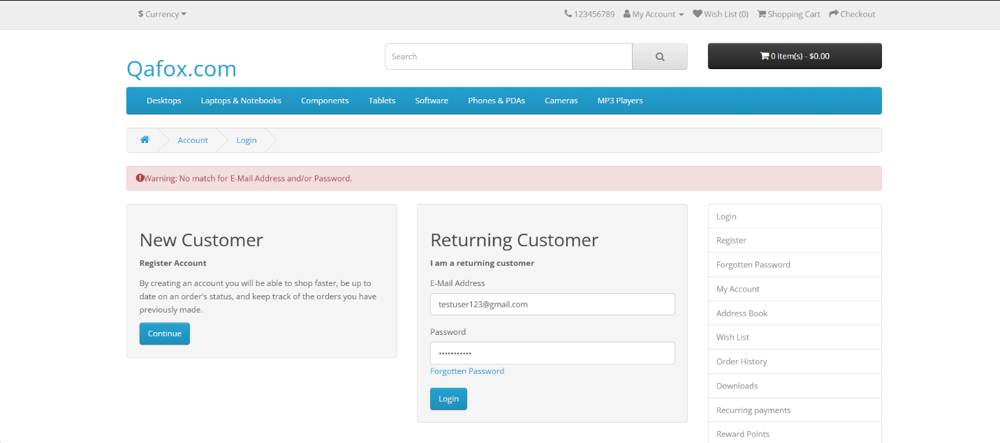 $ Currency
123456789 My Account Wish List (0) Shopping Cart Checkout
Qafox.com
Search
0 item(s) - $0.00
Desktops Laptops & Notebooks Components Tablets Software Phones & PDAs Cameras MP3 Players
Account Login
Warning: No match for E-Mail Address and/or Password.
New Customer
Register Account
By creating an account you will be able to shop faster, be up to
date on an order's status, and keep track of the orders you have
previously made.
Continue
Returning Customer
I am a returning customer
E-Mail Address
testuser123@gmail.com
Password
•••••••••••
Forgotten Password
Login
Login
Register
Forgotten Password
My Account
Address Book
Wish List
Order History
Downloads
Recurring payments
Reward Points